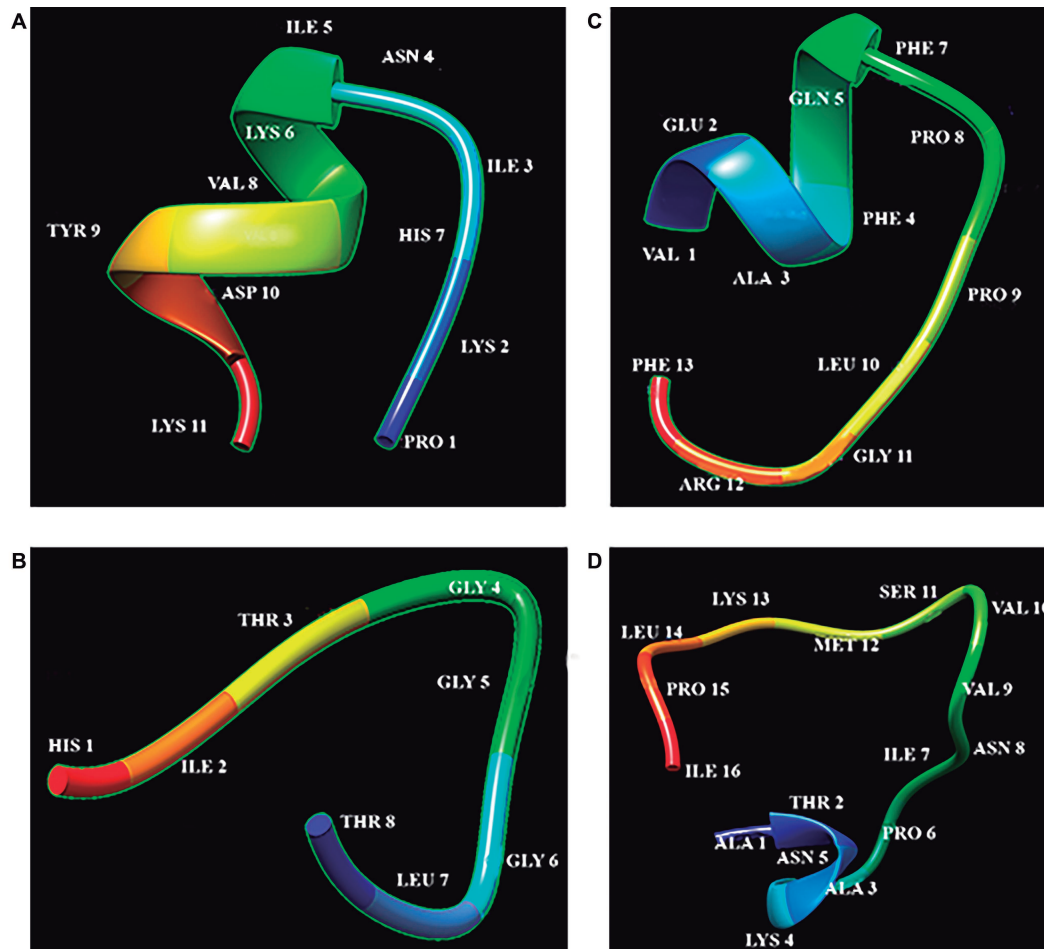 A
ILE 5
ASN 4
LYS 6
ILE 3
VAL 8
TYR 9
HIS 7
ASP 10
LYS 2
LYS 11
PRO 1
C
PHE 7
GLN 5
GLU 2
PRO 8
PHE 4
VAL 1
ALA 3
PRO 9
PHE 13
LEU 10
GLY 11
ARG 12
B
GLY 4
THR 3
GLY 5
HIS 1
ILE 2
THR 8
GLY 6
LEU 7
D
SER 11
LYS 13
VAL 10
LEU 14
MET 12
PRO 15
VAL 9
ILE 7
ASN 8
ILE 16
THR 2
PRO 6
ALA 1
ASN 5
ALA 3
LYS 4